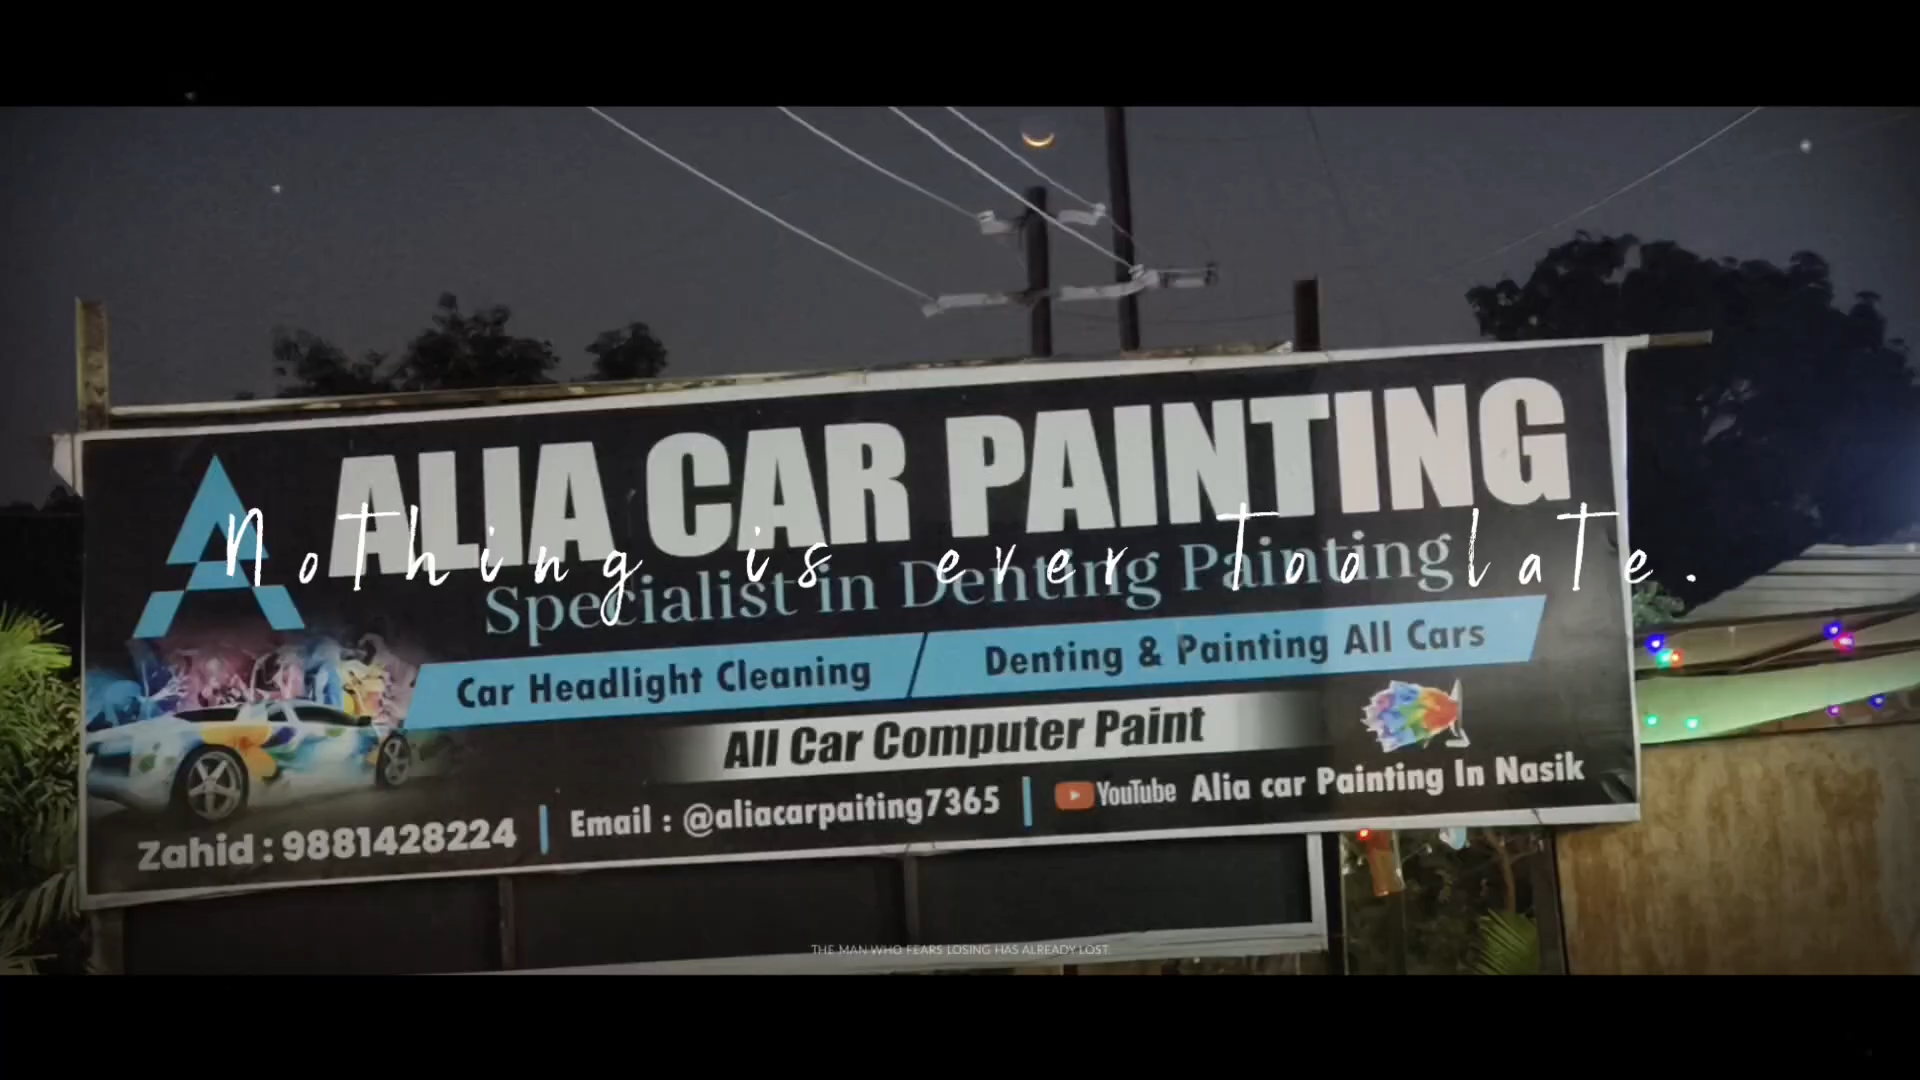 ALIA CAR PAINTING
Nothing is ever too late.
Specialist in Denting Painting
Car Headlight Cleaning
Denting & Painting All Cars
All Car Computer Paint
Zahid : 9881428224
Email : @aliacarpaiting7365
YouTube Alia car Painting In Nasik
THE MAN WHO FEARS LOSING HAS ALREADY LOST